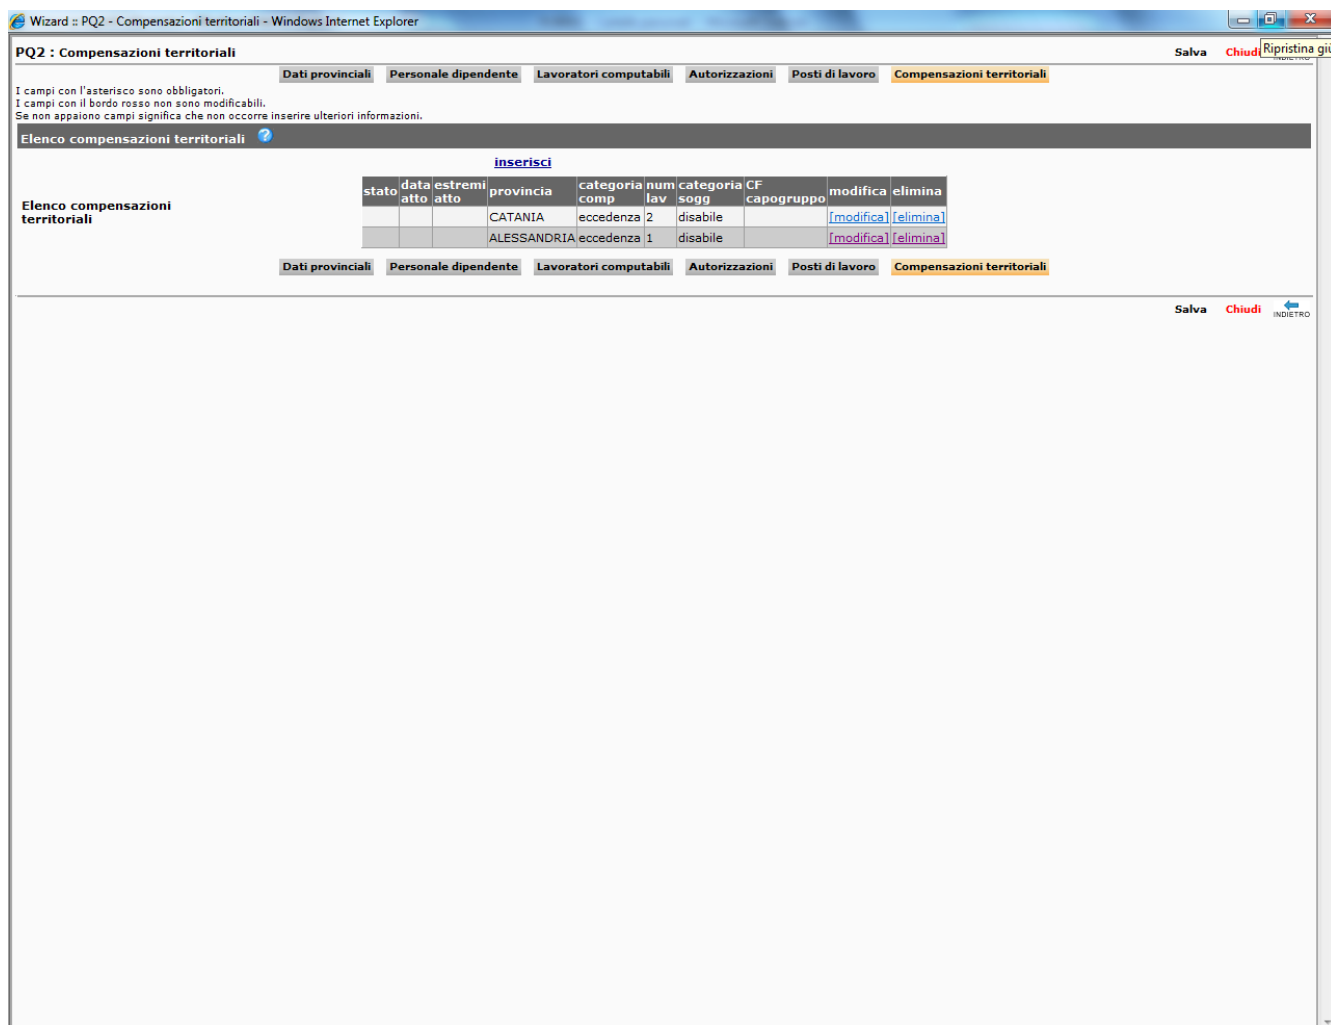 Wizard :: PQ2 - Compensazioni territoriali - Windows Internet Explorer
PQ2 : Compensazioni territoriali
Salva Chiudi
Ripristina giù
Dati provinciali Personale dipendente Lavoratori computabili Autorizzazioni Posti di lavoro Compensazioni territoriali
I campi con l'asterisco sono obbligatori.
I campi con il bordo rosso non sono modificabili.
Se non appaiono campi significa che non occorre inserire ulteriori informazioni.
Elenco compensazioni territoriali ?
inserisci
Elenco compensazioni
territoriali
stato data atto estremi atto provincia categoria comp num lav categoria sogg CF capogruppo modifica elimina
CATANIA eccedenza 2 disabile [modifica] [elimina]
ALESSANDRIA eccedenza 1 disabile [modifica] [elimina]
Dati provinciali Personale dipendente Lavoratori computabili Autorizzazioni Posti di lavoro Compensazioni territoriali
Salva Chiudi INDIETRO